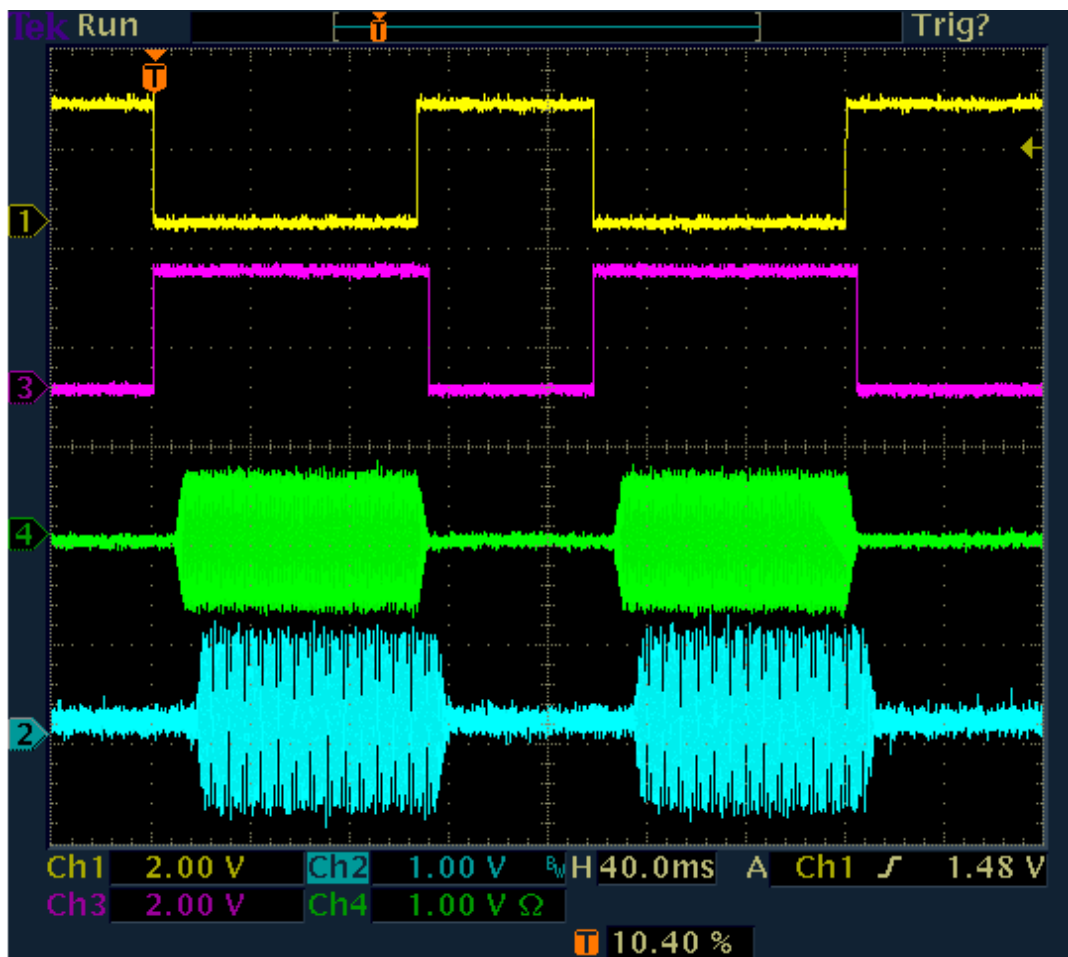 Tek Run Trig?
T
T
1
3
4
2
Ch1 2.00 V Ch2 1.00 V BW H 40.0ms A Ch1 ƒ 1.48 V
Ch3 2.00 V Ch4 1.00 V Ω
T 10.40 %